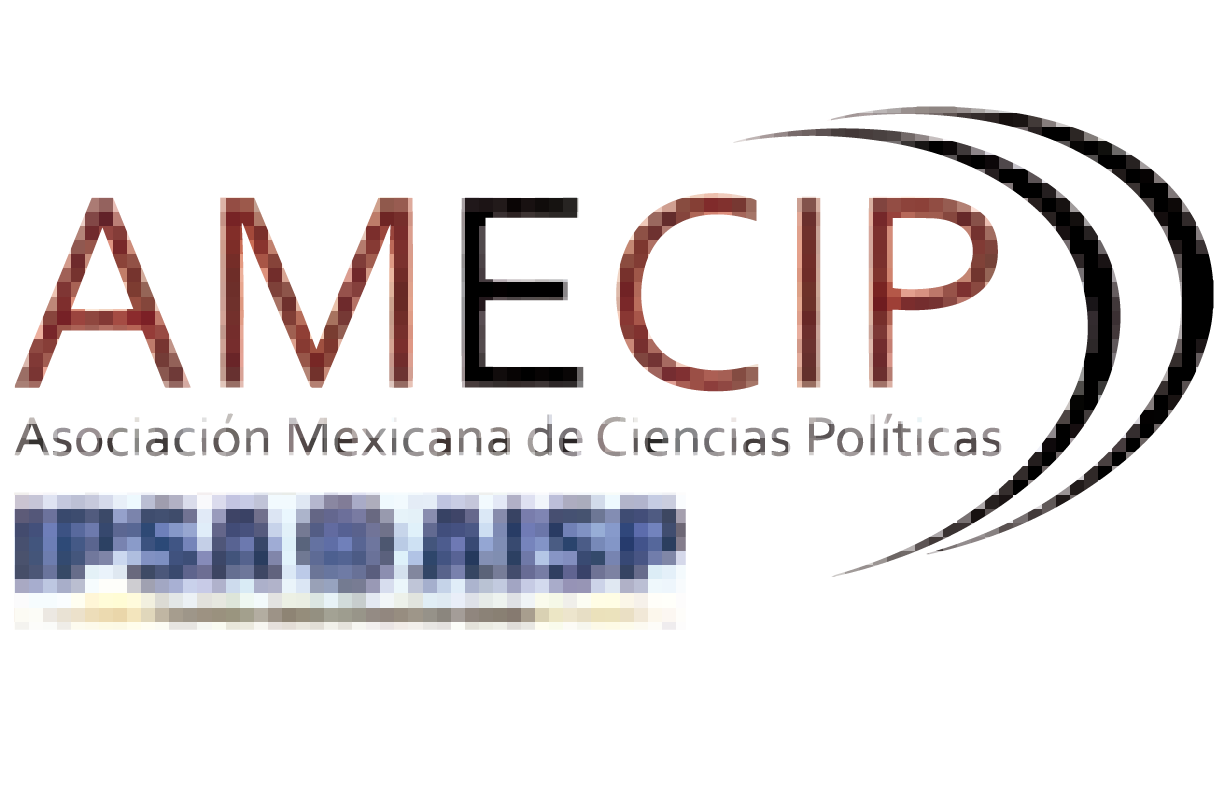 AMECIP
Asociación Mexicana de Ciencias Políticas
IPSA AISP